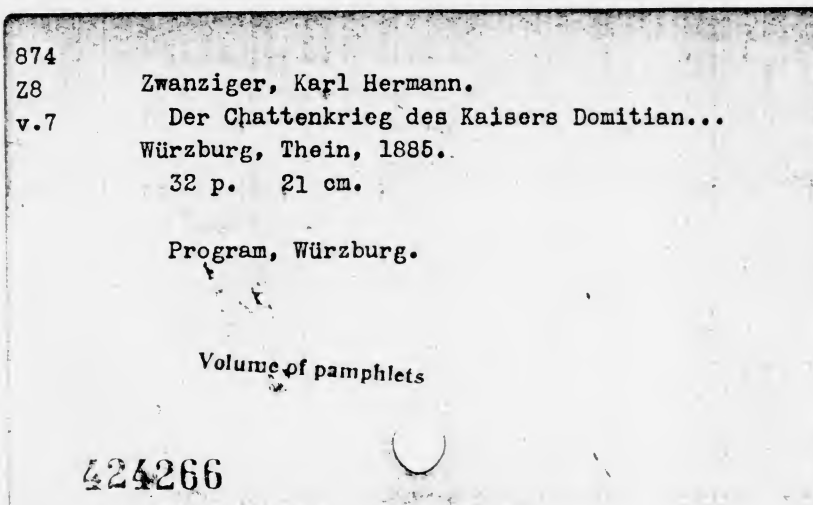 874
Z8 Zwanziger, Karl Hermann.
v.7 Der Chattenkrieg des Kaisers Domitian...
Würzburg, Thein, 1885.
32 p. 21 cm.
Program, Würzburg.
Volume of pamphlets
424266